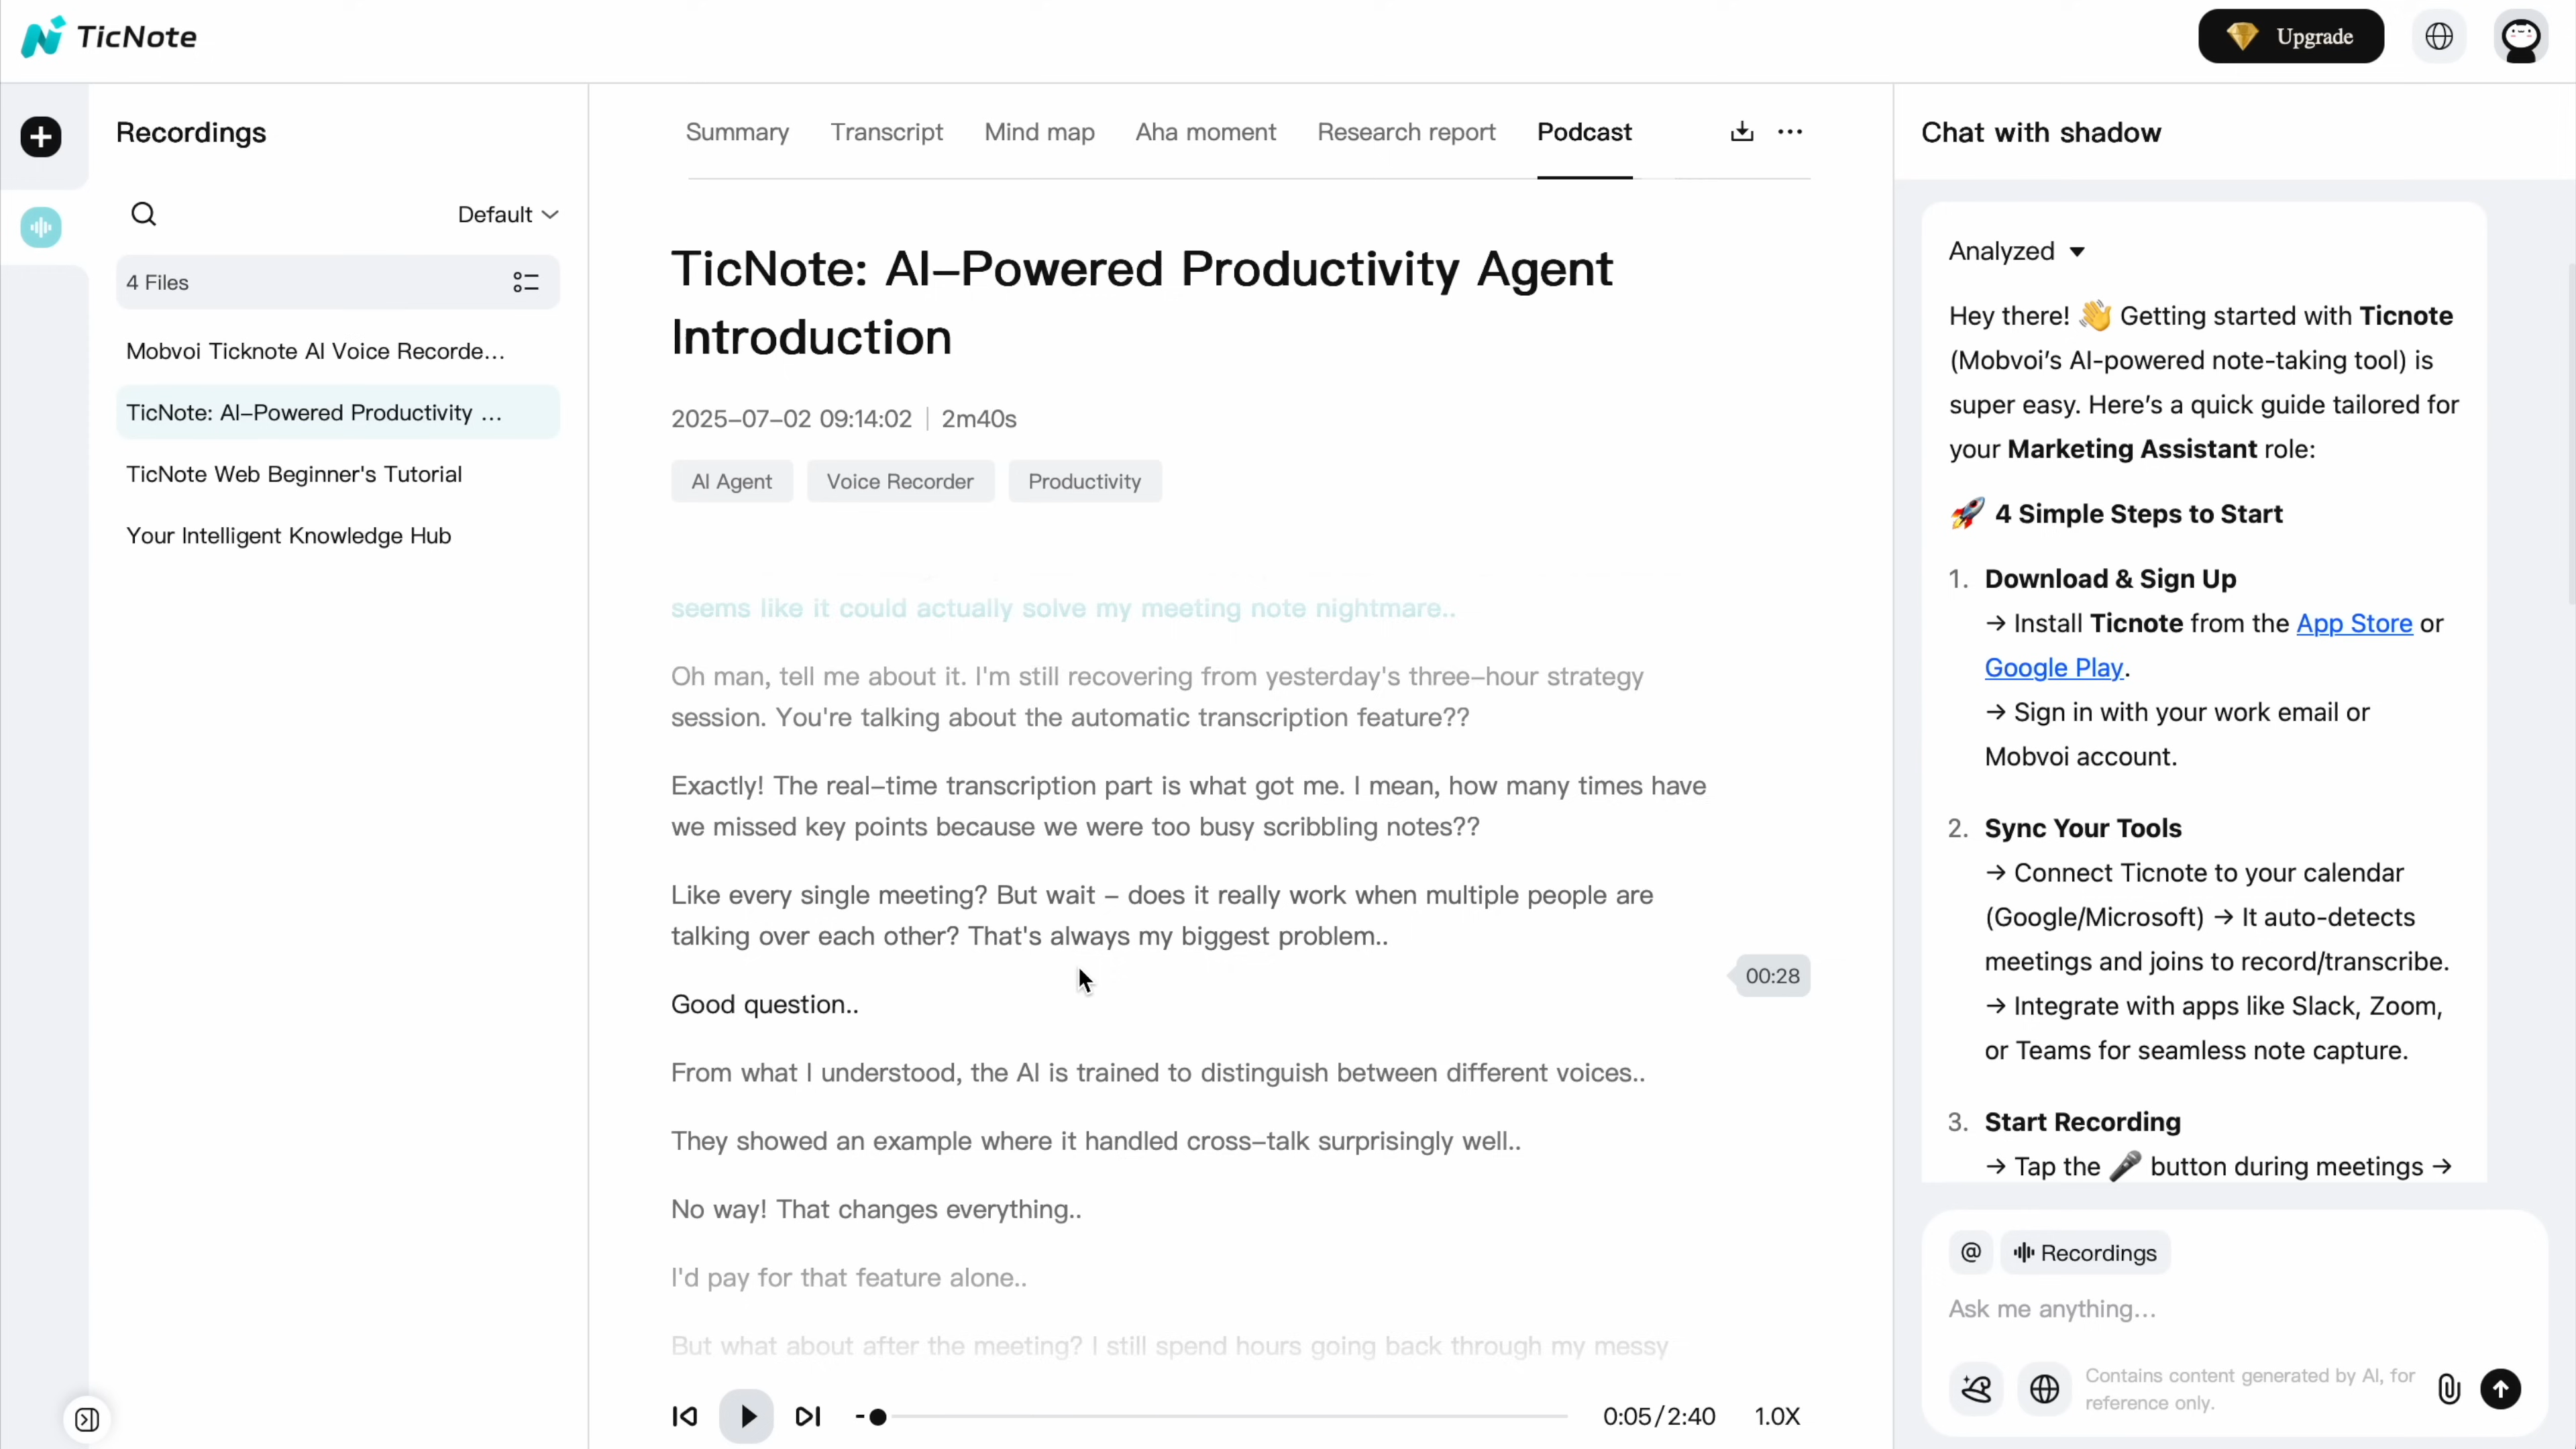 TicNote
Upgrade
Recordings
Default
4 Files
Mobvoi Ticknote AI Voice Recorde...
TicNote: AI-Powered Productivity ...
TicNote Web Beginner's Tutorial
Your Intelligent Knowledge Hub
Summary Transcript Mind map Aha moment Research report Podcast
TicNote: AI-Powered Productivity Agent
Introduction
2025-07-02 09:14:02 | 2m40s
AI Agent Voice Recorder Productivity
seems like it could actually solve my meeting note nightmare..
Oh man, tell me about it. I'm still recovering from yesterday's three-hour strategy
session. You're talking about the automatic transcription feature??
Exactly! The real-time transcription part is what got me. I mean, how many times have
we missed key points because we were too busy scribbling notes??
Like every single meeting? But wait - does it really work when multiple people are
talking over each other? That's always my biggest problem..
00:28
Good question..
From what I understood, the AI is trained to distinguish between different voices..
They showed an example where it handled cross-talk surprisingly well..
No way! That changes everything..
I'd pay for that feature alone..
But what about after the meeting? I still spend hours going back through my messy
0:05/2:40 1.0X
Chat with shadow
Analyzed
Hey there! 👋 Getting started with Ticnote
(Mobvoi's AI-powered note-taking tool) is
super easy. Here's a quick guide tailored for
your Marketing Assistant role:
🚀 4 Simple Steps to Start
1. Download & Sign Up
→ Install Ticnote from the App Store or
Google Play.
→ Sign in with your work email or
Mobvoi account.
2. Sync Your Tools
→ Connect Ticnote to your calendar
(Google/Microsoft) → It auto-detects
meetings and joins to record/transcribe.
→ Integrate with apps like Slack, Zoom,
or Teams for seamless note capture.
3. Start Recording
→ Tap the 🎤 button during meetings →
@ Recordings
Ask me anything...
Contains content generated by AI, for
reference only.